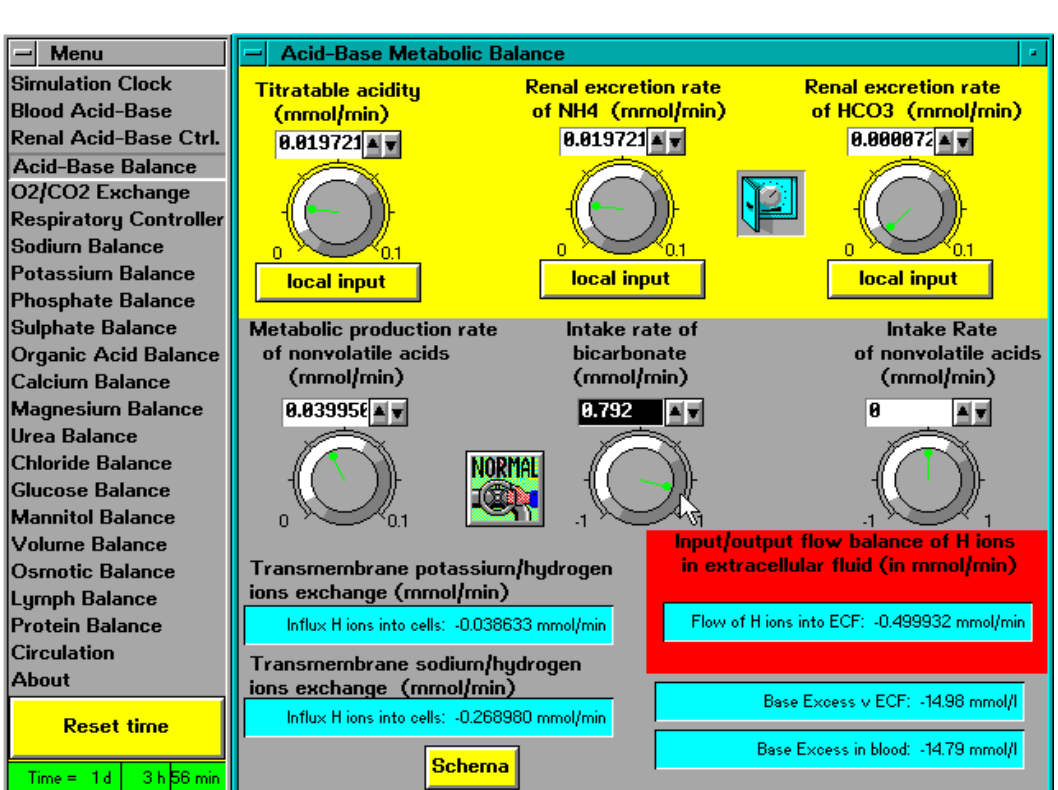 Menu
Simulation Clock
Blood Acid-Base
Renal Acid-Base Ctrl.
Acid-Base Balance
O2/CO2 Exchange
Respiratory Controller
Sodium Balance
Potassium Balance
Phosphate Balance
Sulphate Balance
Organic Acid Balance
Calcium Balance
Magnesium Balance
Urea Balance
Chloride Balance
Glucose Balance
Mannitol Balance
Volume Balance
Osmotic Balance
Lymph Balance
Protein Balance
Circulation
About
Reset time
Time = 1 d 3 h 56 min
Acid-Base Metabolic Balance
Titratable acidity
(mmol/min)
0.019721
0 0.1
local input
Renal excretion rate
of NH4 (mmol/min)
0.019721
0 0.1
local input
Renal excretion rate
of HCO3 (mmol/min)
0.000072
0 0.1
local input
Metabolic production rate
of nonvolatile acids
(mmol/min)
0.039956
0 0.1
NORMAL
Intake rate of
bicarbonate
(mmol/min)
0.792
-1 1
Intake Rate
of nonvolatile acids
(mmol/min)
0
-1 1
Transmembrane potassium/hydrogen
ions exchange (mmol/min)
Influx H ions into cells: -0.038633 mmol/min
Transmembrane sodium/hydrogen
ions exchange (mmol/min)
Influx H ions into cells: -0.268980 mmol/min
Schema
Input/output flow balance of H ions
in extracellular fluid (in mmol/min)
Flow of H ions into ECF: -0.499932 mmol/min
Base Excess v ECF: -14.98 mmol/l
Base Excess in blood: -14.79 mmol/l